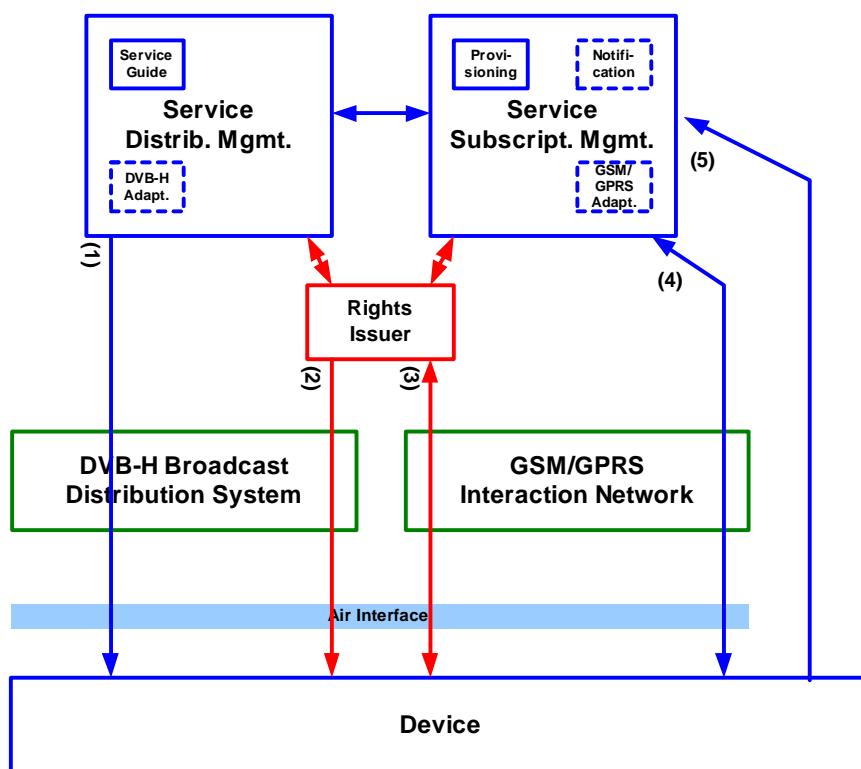 Service
Guide
Service
Distrib. Mgmt.
DVB-H
Adapt.
Provi-
sioning
Notifi-
cation
Service
Subscript. Mgmt.
GSM/
GPRS
Adapt.
(5)
(1)
(4)
Rights
Issuer
(2)
(3)
DVB-H Broadcast
Distribution System
GSM/GPRS
Interaction Network
Air Interface
Device